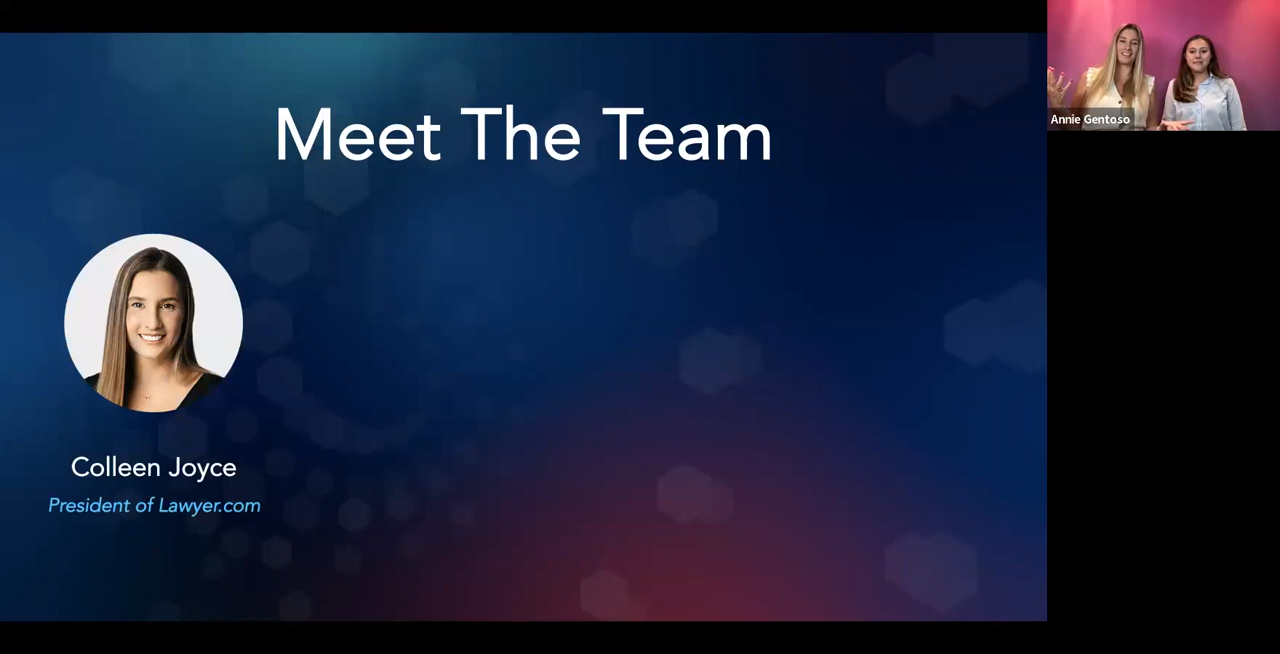 Meet The Team
Annie Gentoso
Colleen Joyce
President of Lawyer.com